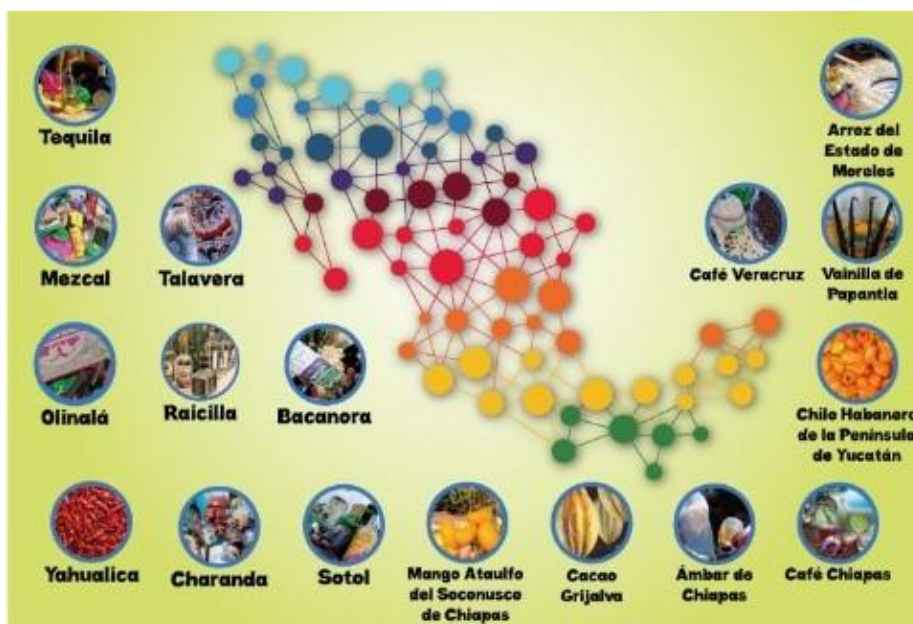 Tequila
Arroz del
Estado de
Morelos
Mezcal
Talavera
Café Veracruz
Vainilla de
Papantla
Olinalá
Raicilla
Bacanora
Chile Habanero
de la Península
de Yucatán
Yahualica
Charanda
Sotol
Mango Ataulfo
del Soconusco
de Chiapas
Cacao
Grijalva
Ámbar de
Chiapas
Café Chiapas